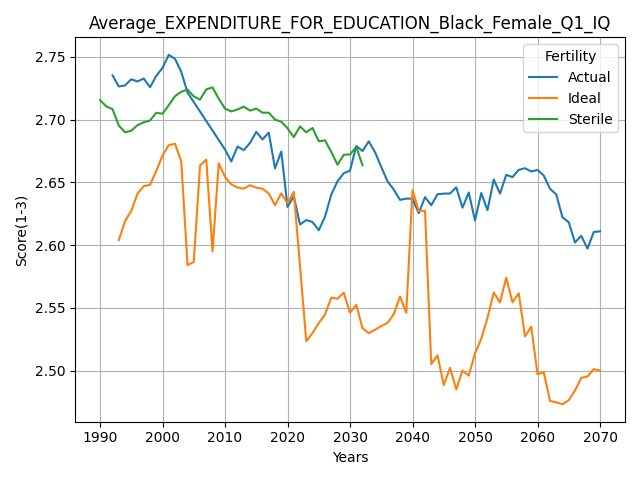 Average_EXPENDITURE_FOR_EDUCATION_Black_Female_Q1_IQ
Fertility
Actual
Ideal
Sterile
Score(1-3)
2.75
2.70
2.65
2.60
2.55
2.50
1990 2000 2010 2020 2030 2040 2050 2060 2070
Years